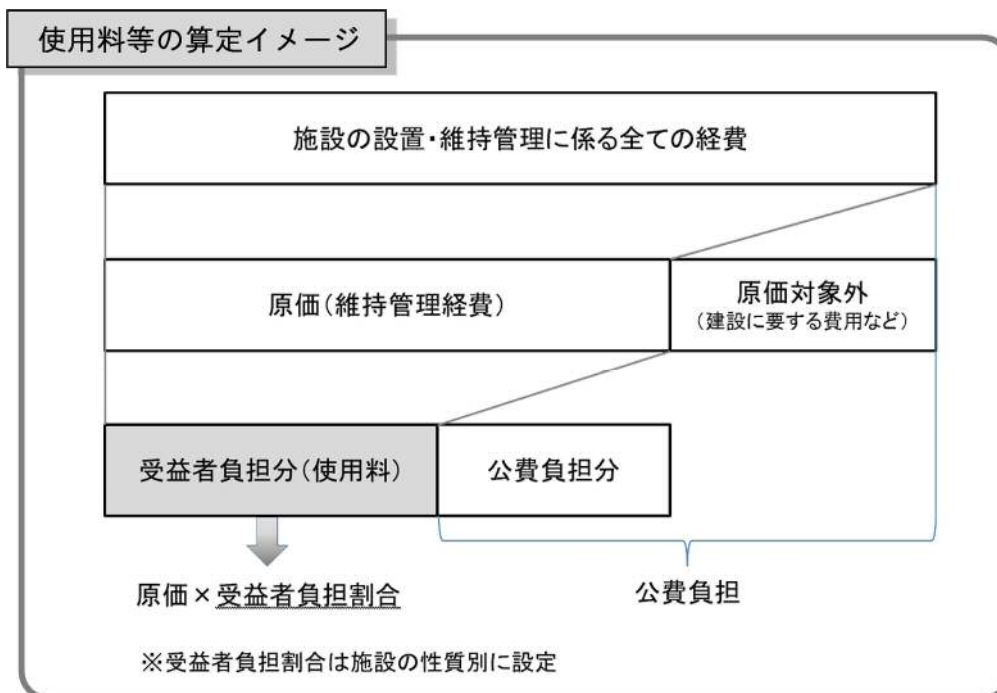 使用料等の算定イメージ
施設の設置・維持管理に係る全ての経費
原価(維持管理経費)
原価対象外
(建設に要する費用など)
受益者負担分(使用料)
公費負担分
原価×受益者負担割合
公費負担
※受益者負担割合は施設の性質別に設定